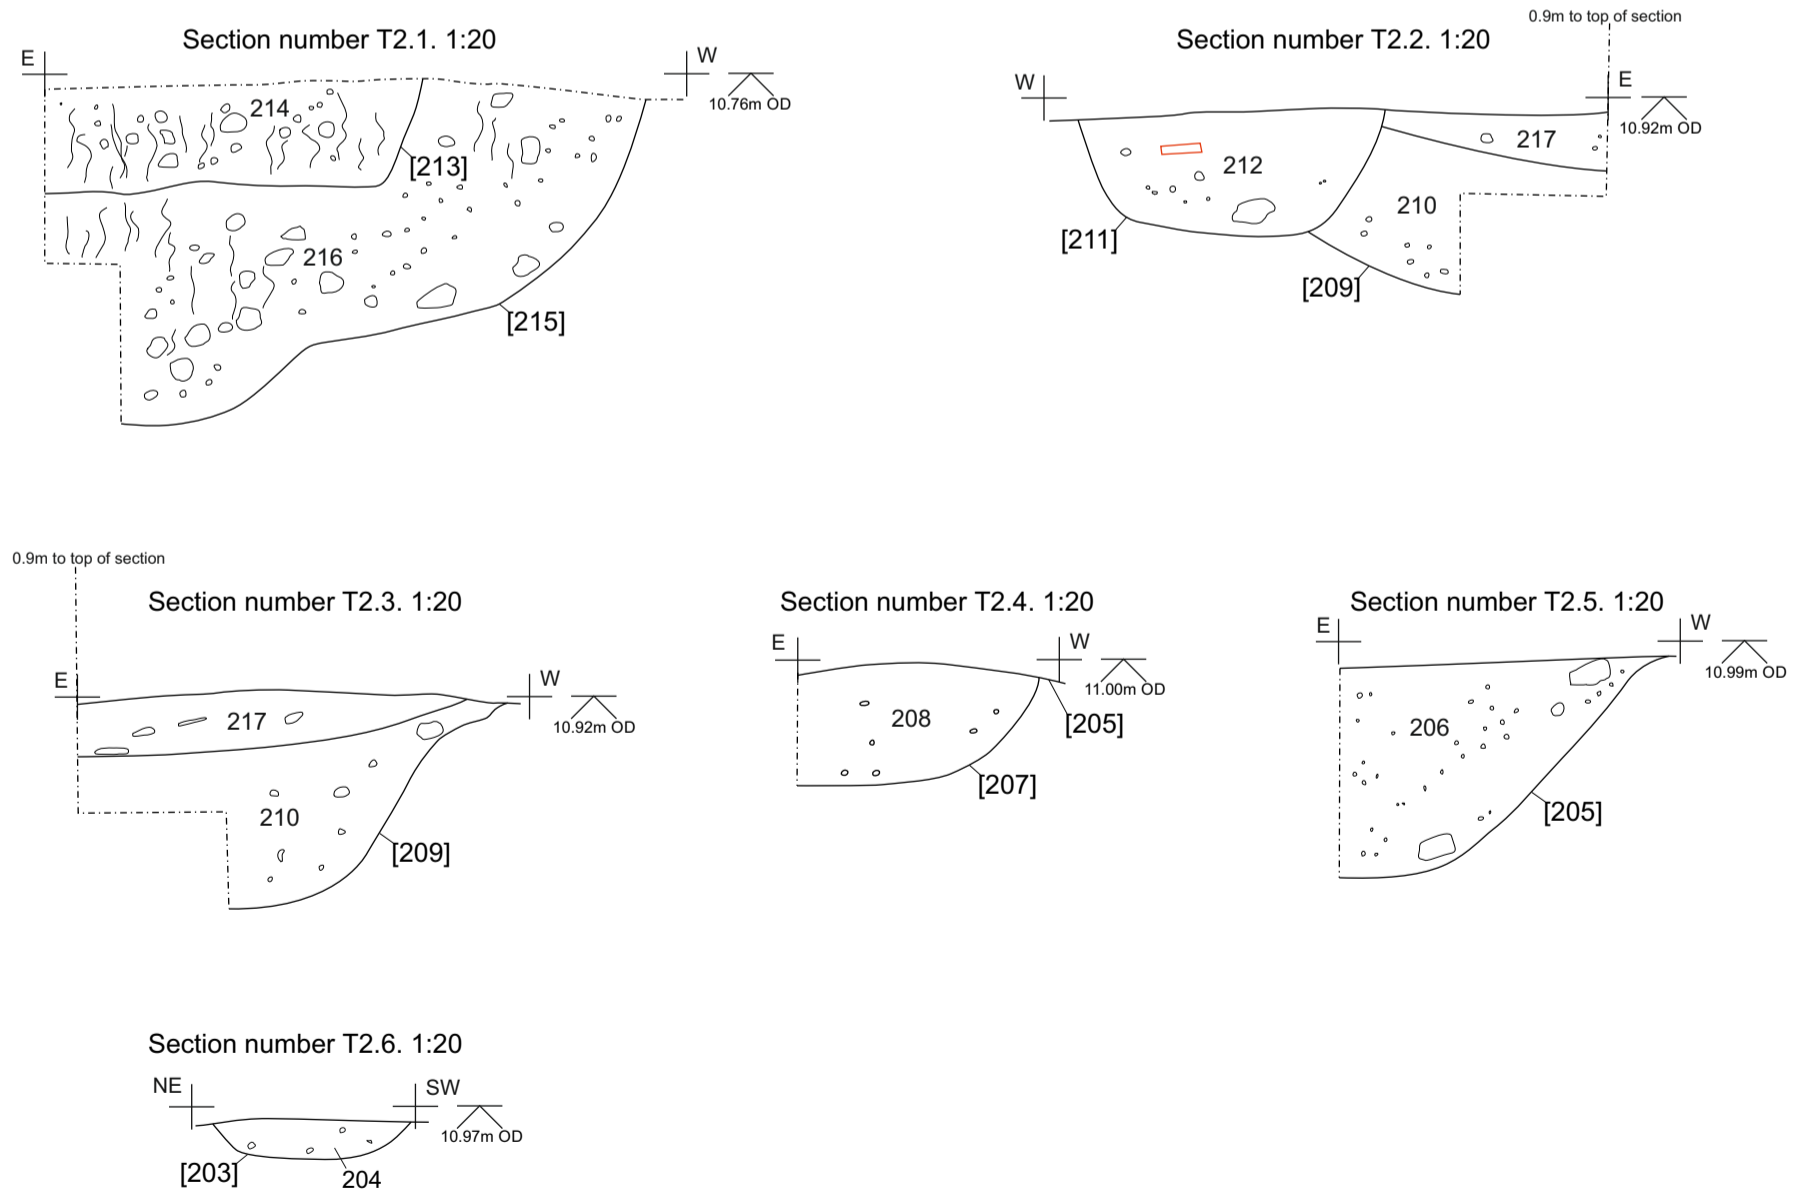 Section number T2.1. 1:20
E
W
10.76m OD
214
[213]
216
[215]
0.9m to top of section
Section number T2.2. 1:20
W
E
10.92m OD
217
212
210
[211]
[209]
0.9m to top of section
Section number T2.3. 1:20
E
W
10.92m OD
217
210
[209]
Section number T2.4. 1:20
E
W
11.00m OD
208
[205]
[207]
Section number T2.5. 1:20
E
W
10.99m OD
206
[205]
Section number T2.6. 1:20
NE
SW
10.97m OD
[203]
204